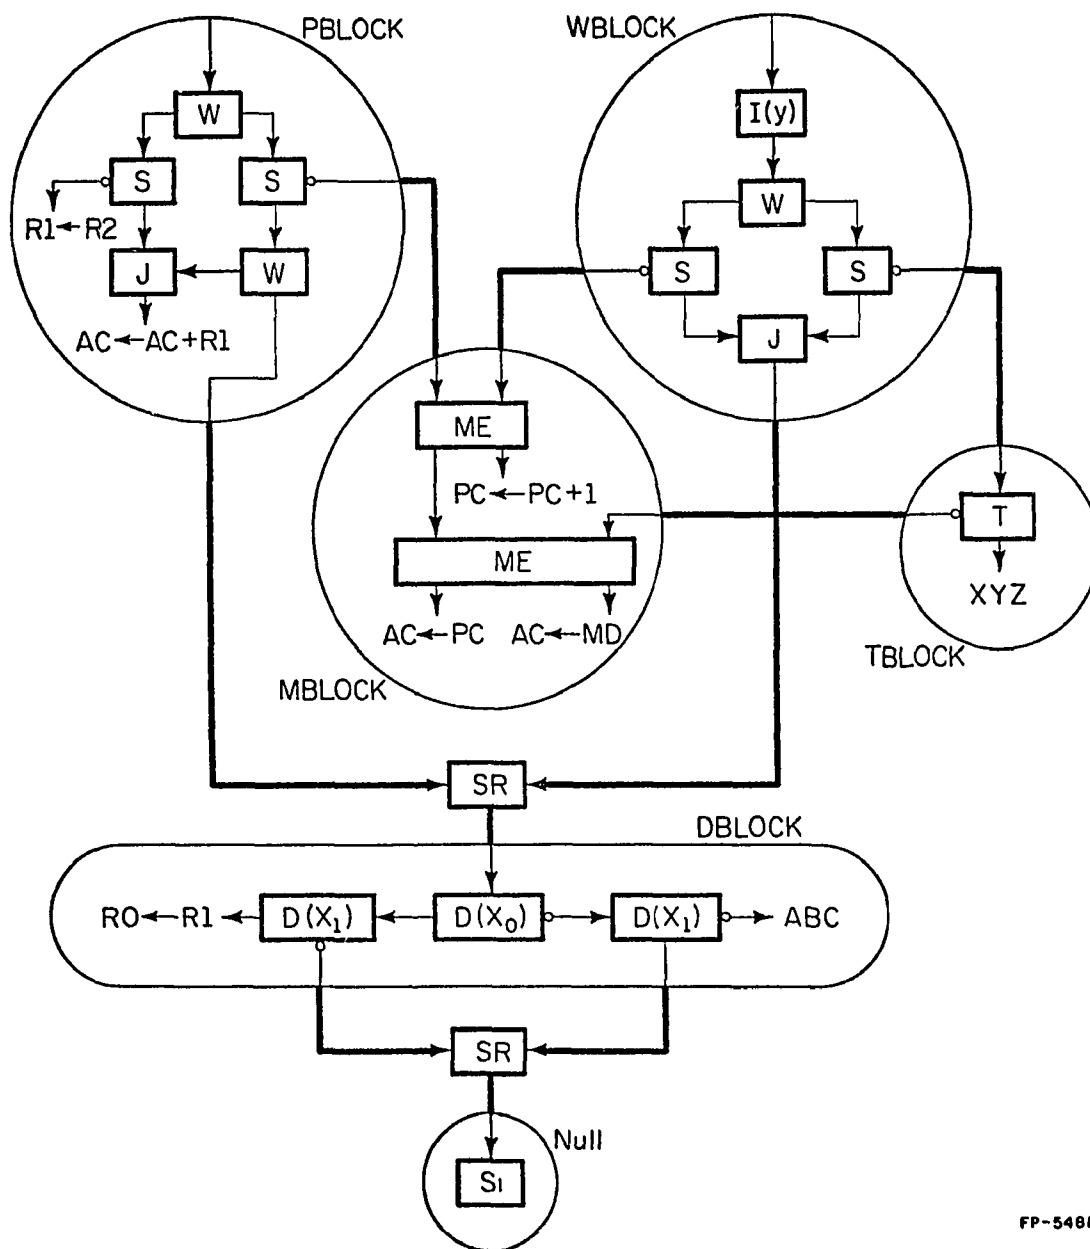 PBLOCK
WBLOCK
W
I(y)
S
S
W
R1←R2
J
W
S
S
AC←AC+R1
J
ME
PC←PC+1
T
ME
XYZ
AC←PC
AC←MD
TBLOCK
MBLOCK
SR
DBLOCK
R0←R1
D(X₁)
D(X₀)
D(X₁)
ABC
SR
Null
S1